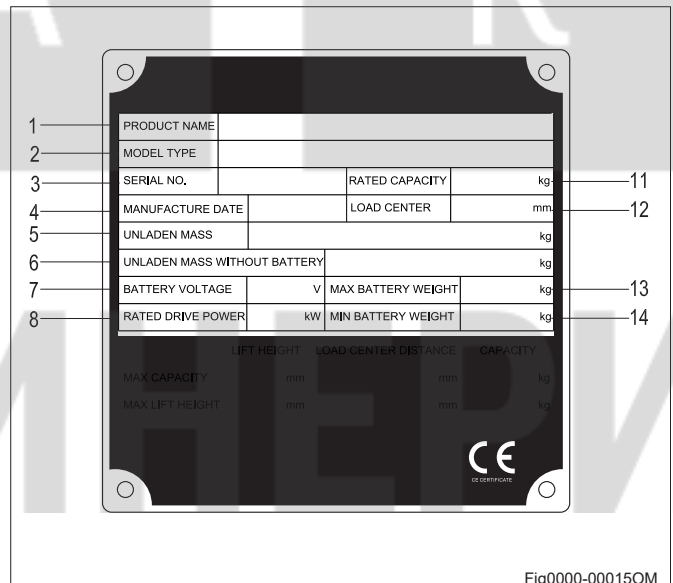 1 PRODUCT NAME
2 MODEL TYPE
3 SERIAL NO. RATED CAPACITY kg 11
4 MANUFACTURE DATE LOAD CENTER mm 12
5 UNLADEN MASS kg
6 UNLADEN MASS WITHOUT BATTERY kg
7 BATTERY VOLTAGE V MAX BATTERY WEIGHT kg 13
8 RATED DRIVE POWER kW MIN BATTERY WEIGHT kg 14
LIFT HEIGHT LOAD CENTER DISTANCE CAPACITY
MAX CAPACITY mm mm kg
MAX LIFT HEIGHT mm mm kg
CE
CE CERTIFICATE
Fig0000-00015OM